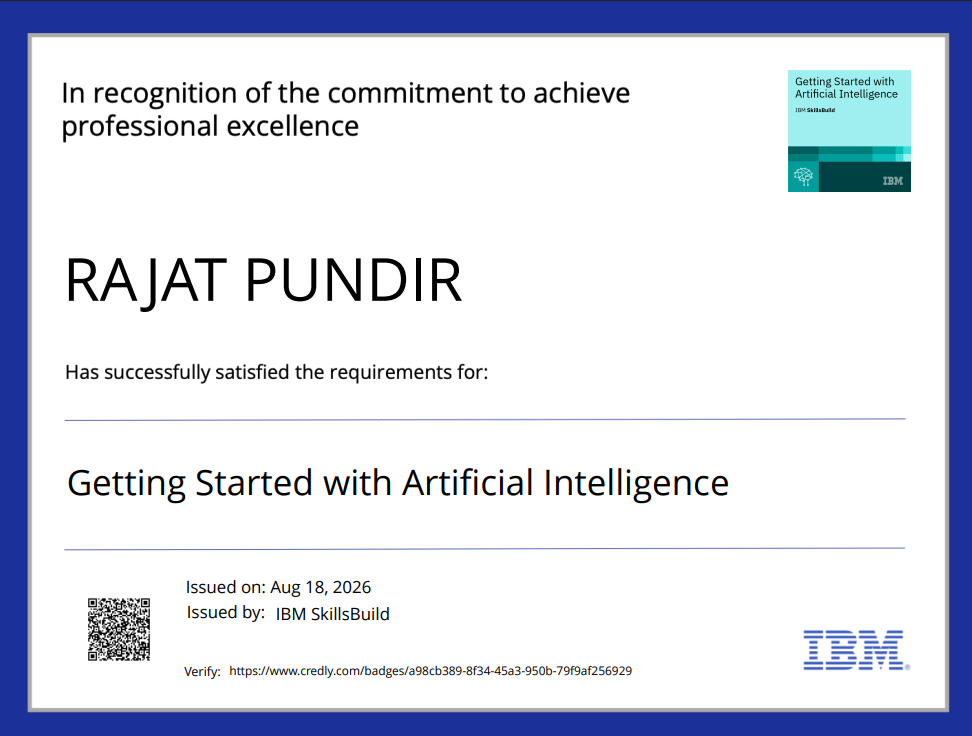 In recognition of the commitment to achieve
professional excellence
Getting Started with
Artificial Intelligence
IBM SkillsBuild
IBM
RAJAT PUNDIR
Has successfully satisfied the requirements for:
Getting Started with Artificial Intelligence
Issued on: Aug 18, 2026
Issued by: IBM SkillsBuild
Verify: https://www.credly.com/badges/a98cb389-8f34-45a3-950b-79f9af256929
IBM®